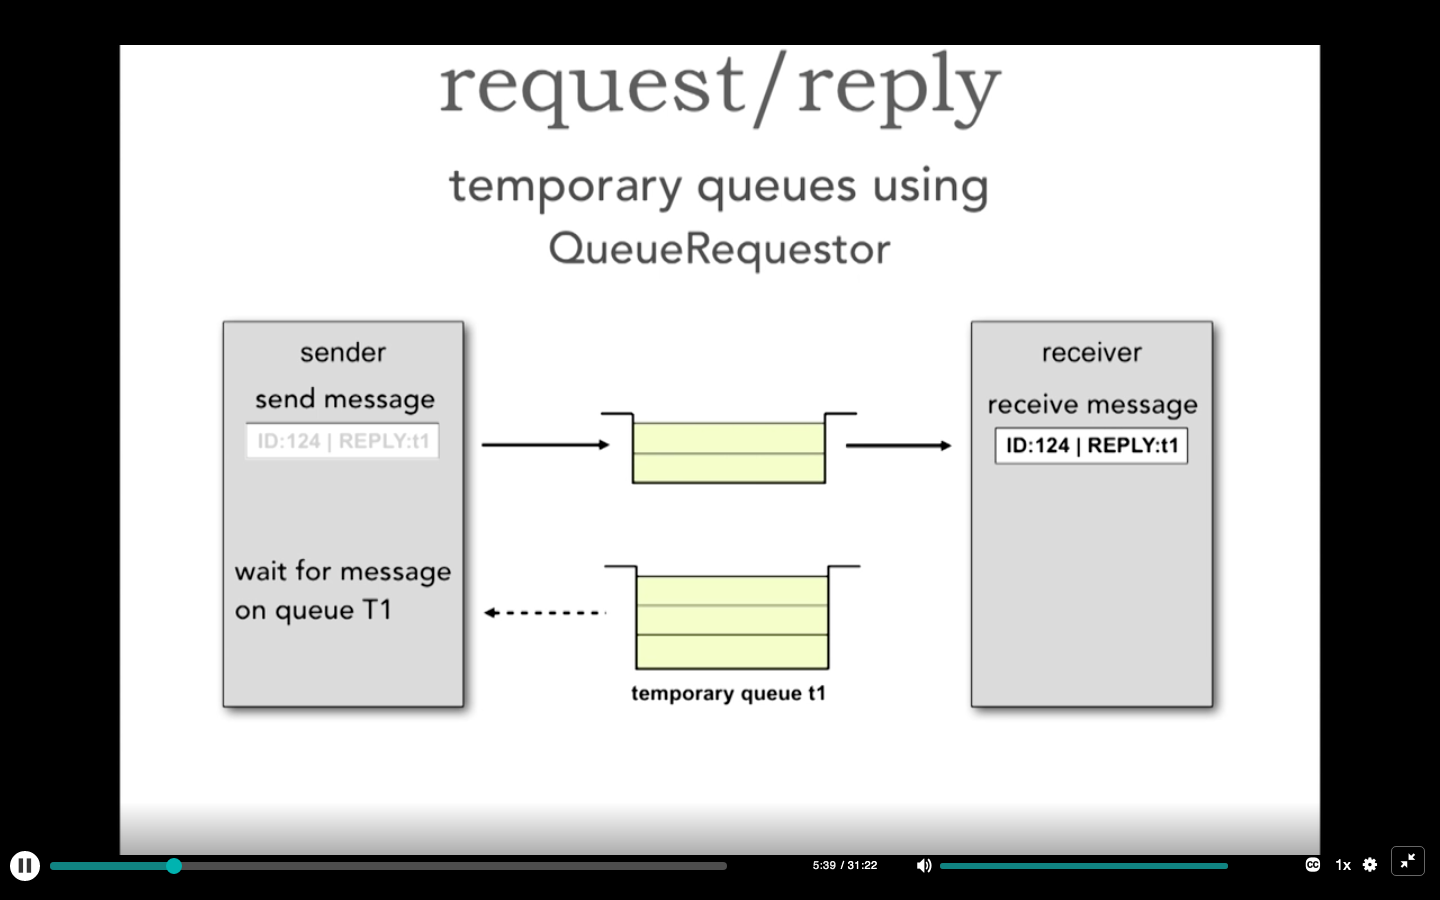 request/reply
temporary queues using
QueueRequestor
sender
send message
ID:124 | REPLY:t1
wait for message
on queue T1
temporary queue t1
receiver
receive message
ID:124 | REPLY:t1
5:39 / 31:22
CC
1x